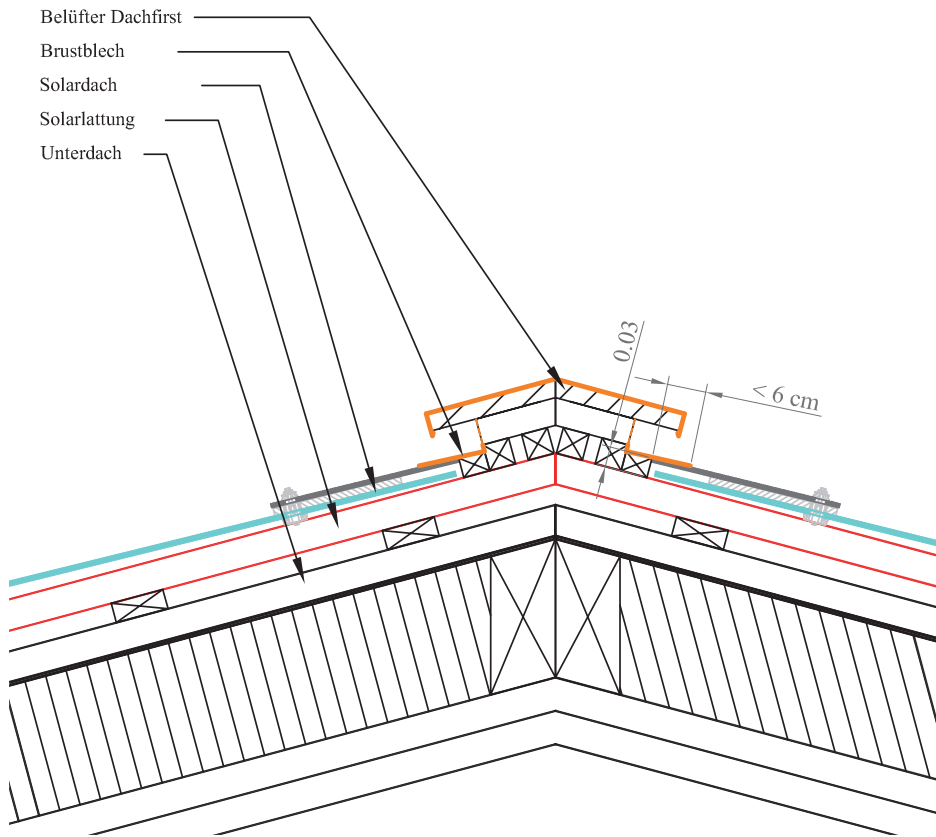 Belüfter Dachfirst
Brustblech
Solardach
Solarlattung
Unterdach
0.03
< 6 cm